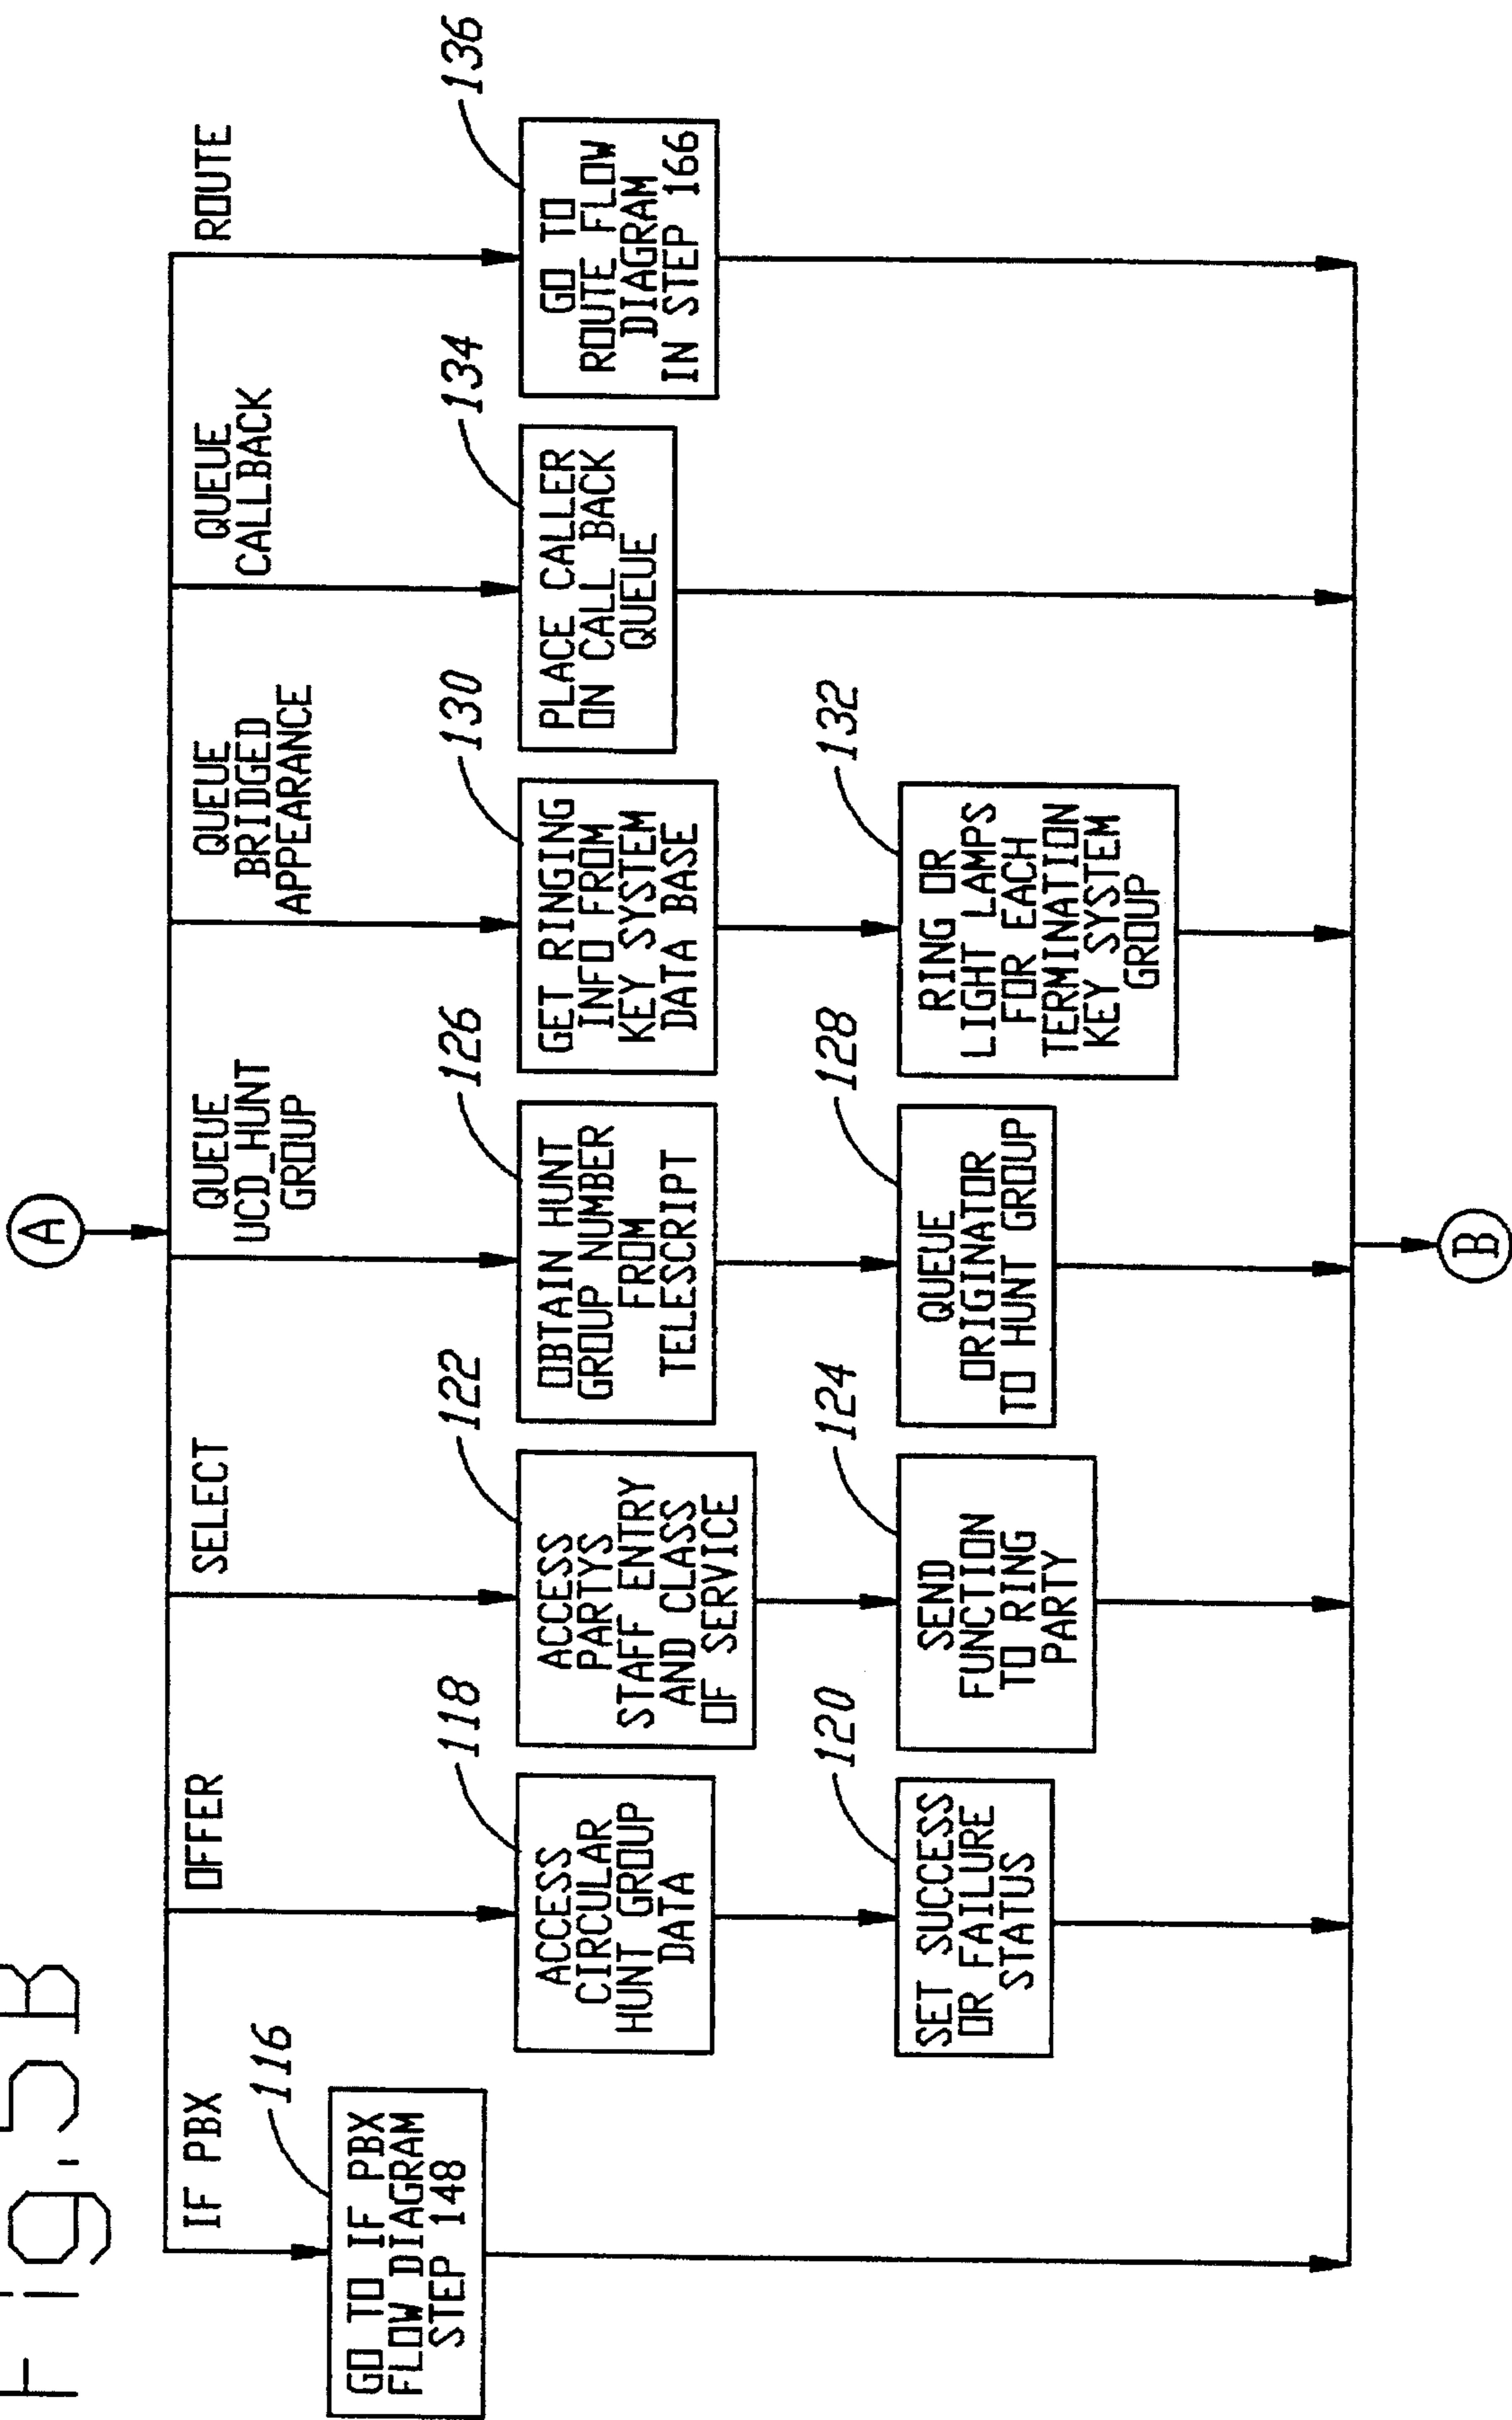 Fig. 5B
A
IF PBX
116
GO TO IF PBX
FLOW DIAGRAM
STEP 148
OFFER
118
ACCESS
CIRCULAR
HUNT GROUP
DATA
120
SET SUCCESS
OR FAILURE
STATUS
SELECT
122
ACCESS
PARTYS
STAFF ENTRY
AND CLASS
OF SERVICE
124
SEND
FUNCTION
TO RING
PARTY
QUEUE
UCD_HUNT
GROUP
126
OBTAIN HUNT
GROUP NUMBER
FROM
TELESCRIPT
128
QUEUE
ORIGINATOR
TO HUNT GROUP
QUEUE
BRIDGED
APPEARANCE
130
GET RINGING
INFO FROM
KEY SYSTEM
DATA BASE
132
RING OR
LIGHT LAMPS
FOR EACH
TERMINATION
KEY SYSTEM
GROUP
QUEUE
CALLBACK
134
PLACE CALLER
ON CALL BACK
QUEUE
ROUTE
136
GO TO
ROUTE FLOW
DIAGRAM
IN STEP 166
B